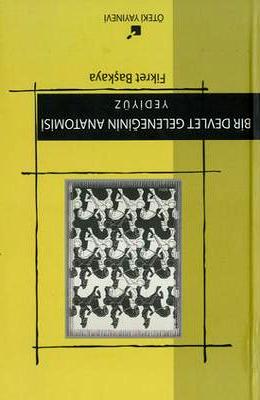 BİR DEVLET GELENEĞİNİN ANATOMİSİ
YEDİYÜZ
Fikret Başkaya
ÖTEKİ YAYINEVİ